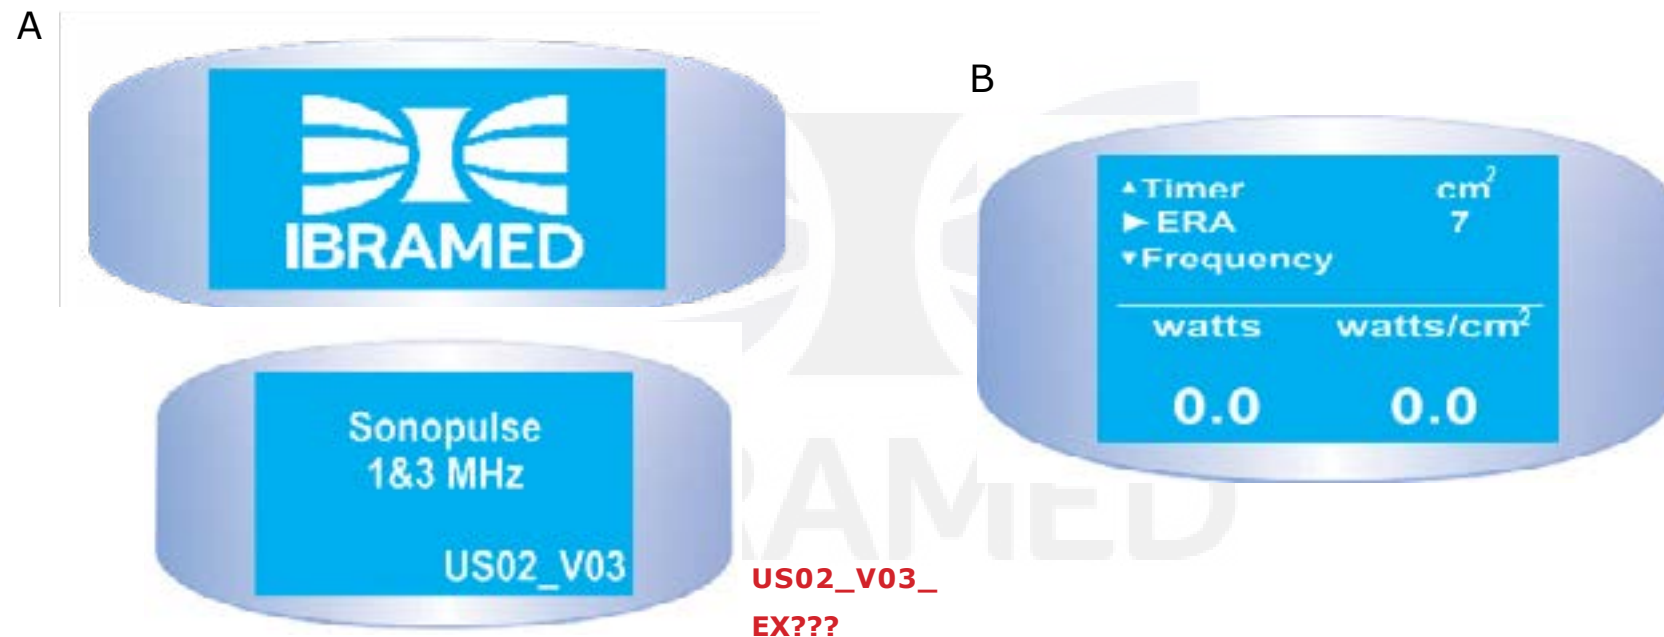 A
IBRAMED
Sonopulse
1&3 MHz
US02_V03
US02_V03_
EX???
B
▲Timer cm²
► ERA 7
▼Frequency
watts watts/cm²
0.0 0.0
RAMED